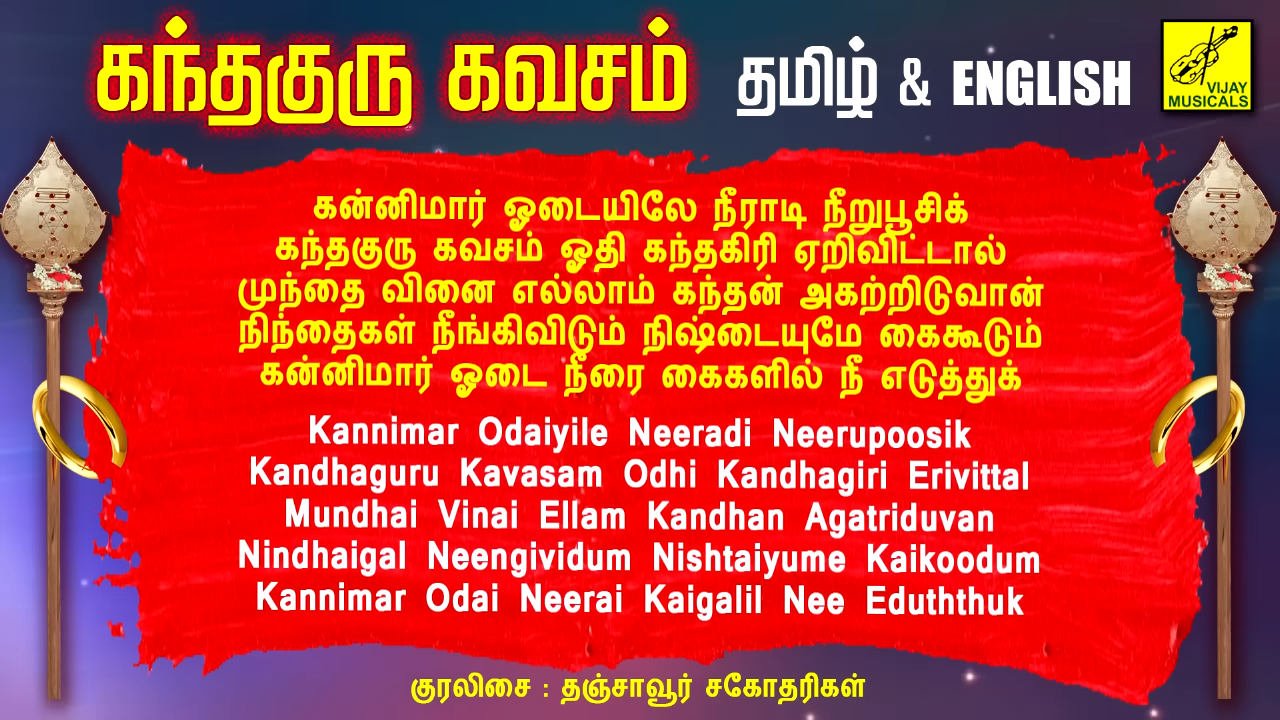 கந்தகுரு கவசம் தமிழ் & ENGLISH
VIJAY
MUSICALS
கன்னிமார் ஓடையிலே நீராடி நீறுபூசிக்
கந்தகுரு கவசம் ஓதி கந்தகிரி ஏறிவிட்டால்
முந்தை வினை எல்லாம் கந்தன் அகற்றிடுவான்
நிந்தைகள் நீங்கிவிடும் நிஷ்டையுமே கைகூடும்
கன்னிமார் ஓடை நீரை கைகளில் நீ எடுத்துக்
Kannimar Odaiyile Neeradi Neerupoosik
Kandhaguru Kavasam Odhi Kandhagiri Erivittal
Mundhai Vinai Ellam Kandhan Agatriduvan
Nindhaigal Neengividum Nishtaiyume Kaikoodum
Kannimar Odai Neerai Kaigalil Nee Eduththuk
குரலிசை : தஞ்சாவூர் சகோதரிகள்